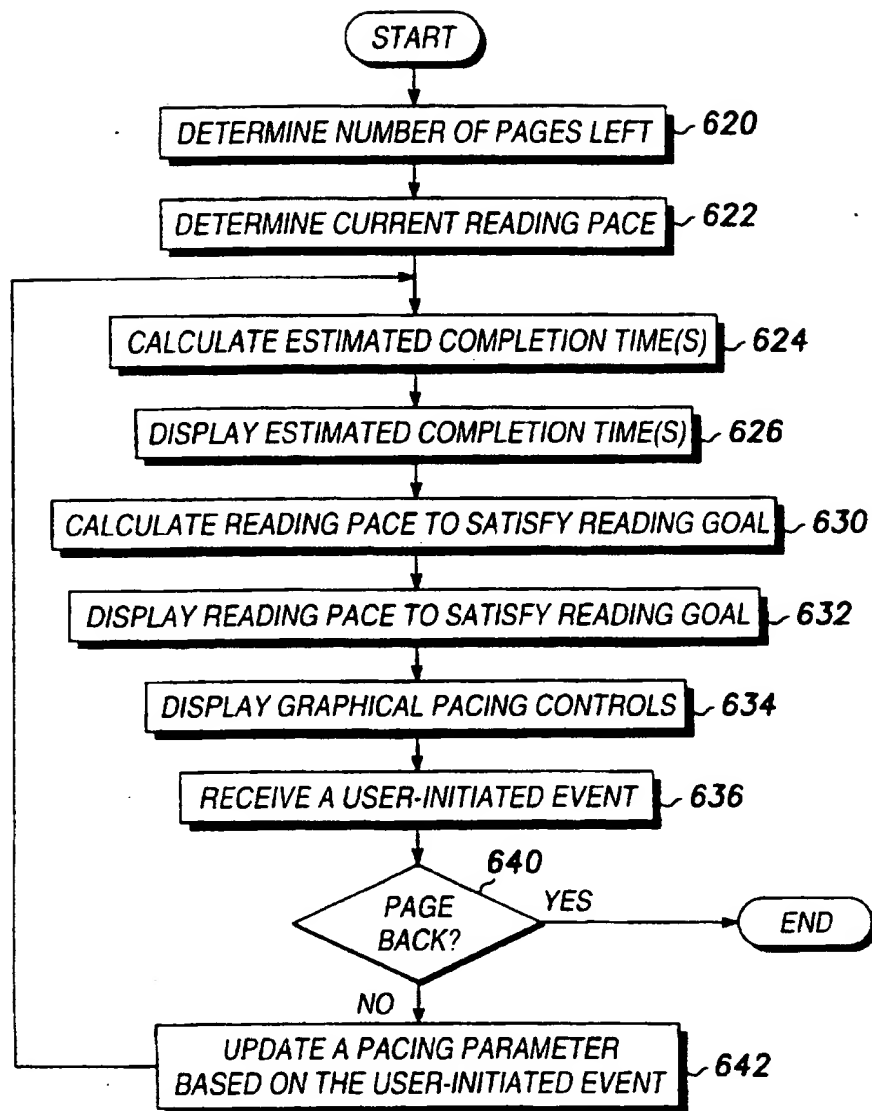 START
DETERMINE NUMBER OF PAGES LEFT 620
DETERMINE CURRENT READING PACE 622
CALCULATE ESTIMATED COMPLETION TIME(S) 624
DISPLAY ESTIMATED COMPLETION TIME(S) 626
CALCULATE READING PACE TO SATISFY READING GOAL 630
DISPLAY READING PACE TO SATISFY READING GOAL 632
DISPLAY GRAPHICAL PACING CONTROLS 634
RECEIVE A USER-INITIATED EVENT 636
640
PAGE
BACK?
YES
END
NO
UPDATE A PACING PARAMETER
BASED ON THE USER-INITIATED EVENT 642